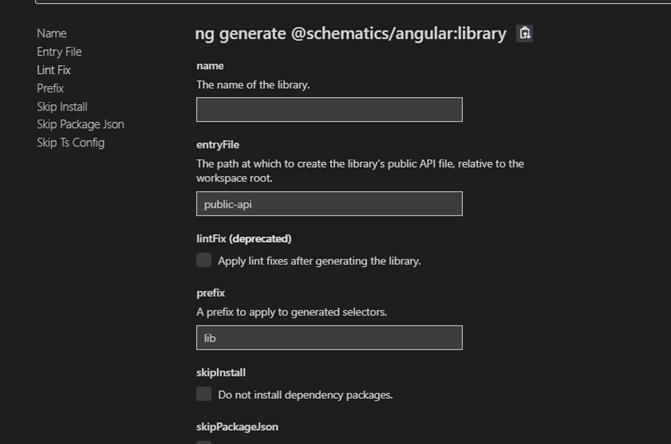 Name
Entry File
Lint Fix
Prefix
Skip Install
Skip Package Json
Skip Ts Config
ng generate @schematics/angular:library
name
The name of the library.
entryFile
The path at which to create the library's public API file, relative to the
workspace root.
public-api
lintFix (deprecated)
Apply lint fixes after generating the library.
prefix
A prefix to apply to generated selectors.
lib
skipInstall
Do not install dependency packages.
skipPackageJson